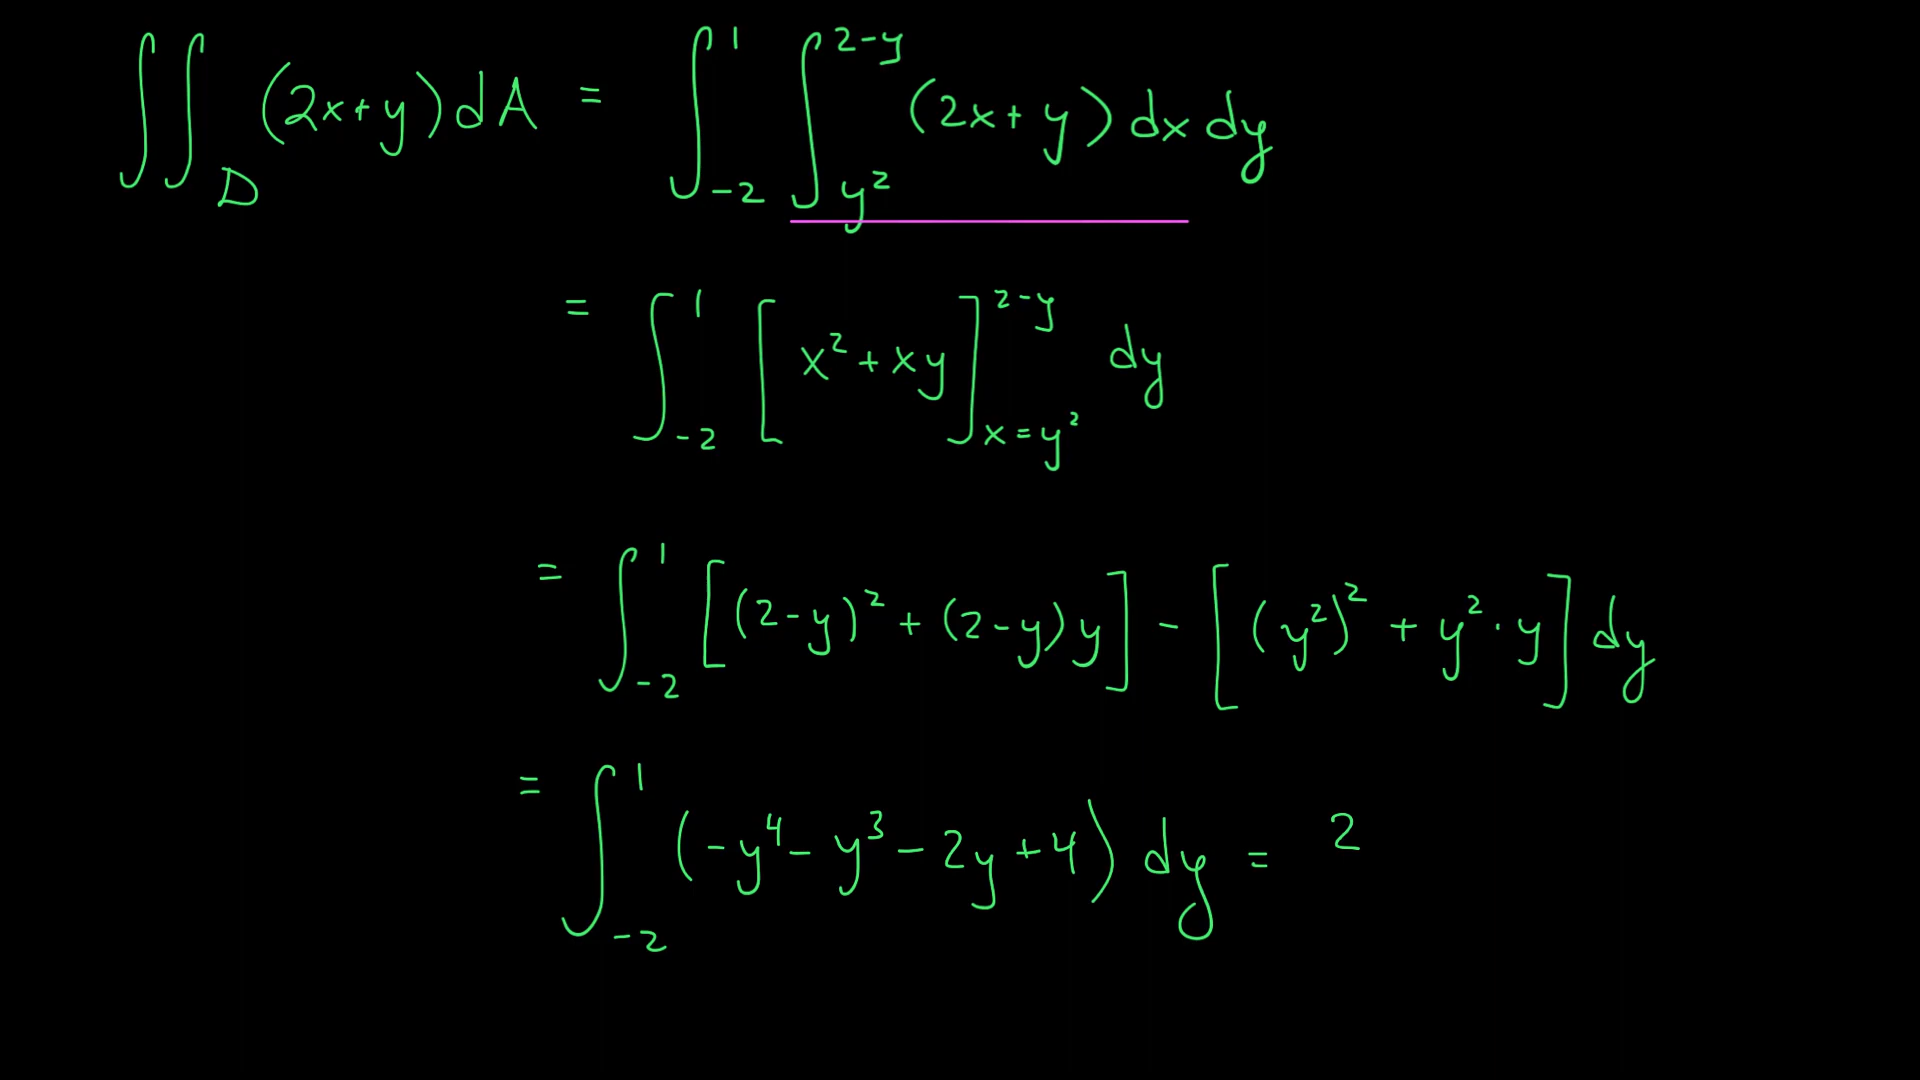 ∫∫_D (2x+y) dA = ∫_{-2}^{1} ∫_{y²}^{2-y} (2x+y) dx dy
= ∫_{-2}^{1} [x²+xy]_{x=y²}^{2-y} dy
= ∫_{-2}^{1} [(2-y)² + (2-y)y] - [(y²)² + y²·y] dy
= ∫_{-2}^{1} (-y⁴-y³-2y+4) dy = 2